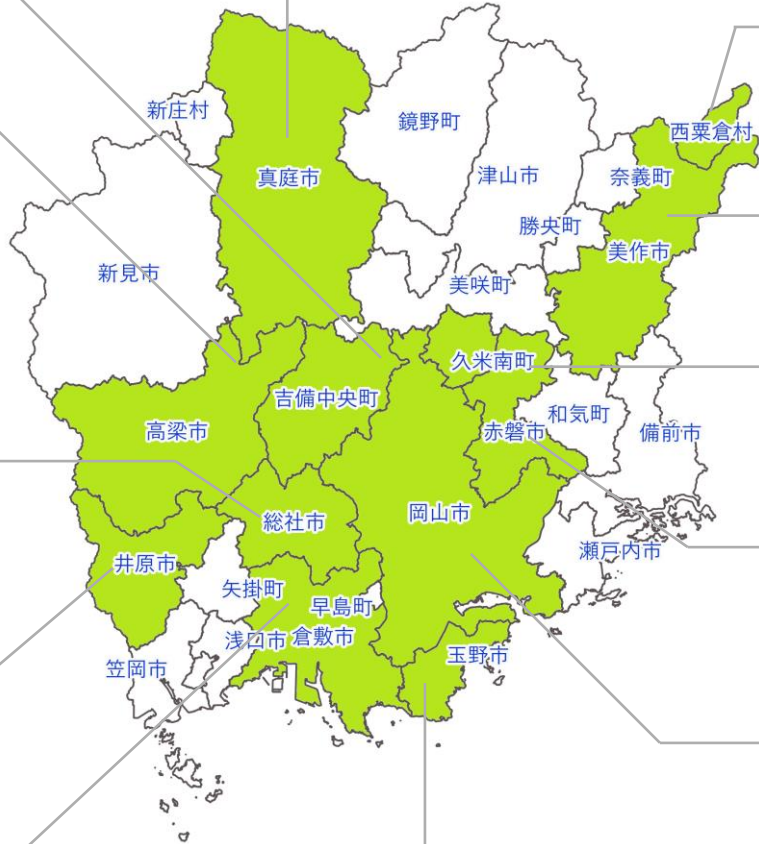 新庄村
鏡野町
西粟倉村
真庭市
津山市
奈義町
勝央町
美作市
新見市
美咲町
久米南町
吉備中央町
和気町
高梁市
赤磐市
備前市
岡山市
総社市
瀬戸内市
井原市
矢掛町
早島町
浅口市
倉敷市
玉野市
笠岡市